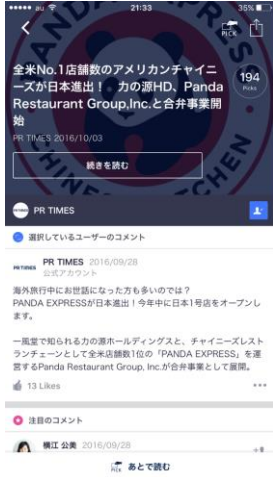 au 21:33 35%
PICK
全米No.1店舗数のアメリカンチャイニ
ーズが日本進出！ 力の源HD、Panda
Restaurant Group,Inc.と合弁事業開
始
194
Picks
PR TIMES 2016/10/03
続きを読む
PR TIMES
選択しているユーザーのコメント
PR TIMES
PR TIMES 2016/09/28
公式アカウント
海外旅行中にお世話になった方も多いのでは？
PANDA EXPRESSが日本進出！今年中に日本1号店をオープンし
ます。
一風堂で知られる力の源ホールディングスと、チャイニーズレスト
ランチェーンとして全米店舗数1位の「PANDA EXPRESS」を運
営するPanda Restaurant Group, Inc.が合弁事業として展開。
13 Likes
注目のコメント
横江 公美 2016/09/28
PICK あとで読む